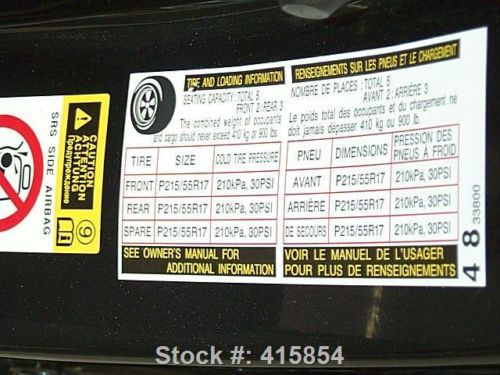 SRS SIDE AIRBAG
CAUTION
ATTENTION
Предупреждение
9
TIRE AND LOADING INFORMATION
SEATING CAPACITY : TOTAL 5
FRONT 2 : REAR 3
The combined weight of occupants
and cargo should never exceed 410 kg or 900 lbs.
TIRE SIZE COLD TIRE PRESSURE
FRONT P215/55R17 210kPa, 30PSI
REAR P215/55R17 210kPa, 30PSI
SPARE P215/55R17 210kPa, 30PSI
SEE OWNER'S MANUAL FOR
ADDITIONAL INFORMATION
RENSEIGNEMENTS SUR LES PNEUS ET LE CHARGEMENT
NOMBRE DE PLACES : TOTAL 5
AVANT 2 : ARRIÈRE 3
Le poids total des occupants et du chargement ne
doit jamais dépasser 410 kg ou 900 lb.
PNEU DIMENSIONS PRESSION DES
PNEUS À FROID
AVANT P215/55R17 210kPa, 30PSI
ARRIÈRE P215/55R17 210kPa, 30PSI
DE SECOURS P215/55R17 210kPa, 30PSI
VOIR LE MANUEL DE L'USAGER
POUR PLUS DE RENSEIGNEMENTS
4 8 33800
Stock #: 415854